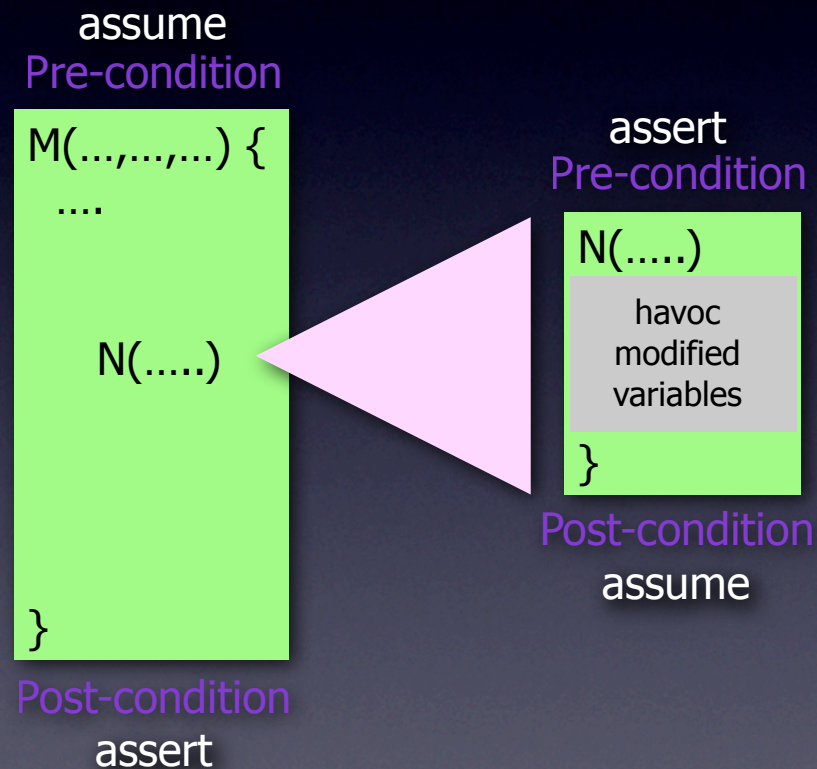 assume
Pre-condition
M(...,...,...) {
....
N(.....)
}
Post-condition
assert
assert
Pre-condition
N(.....)
havoc
modified
variables
}
Post-condition
assume